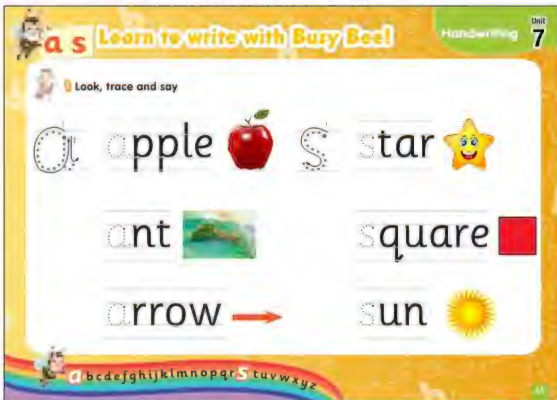 a s Learn to write with Busy Bee!
Handwriting
Unit
7
Look, trace and say
a apple
s star
ant
square
arrow
sun
a b c d e f g h i j k l m n o p q r s t u v w x y z